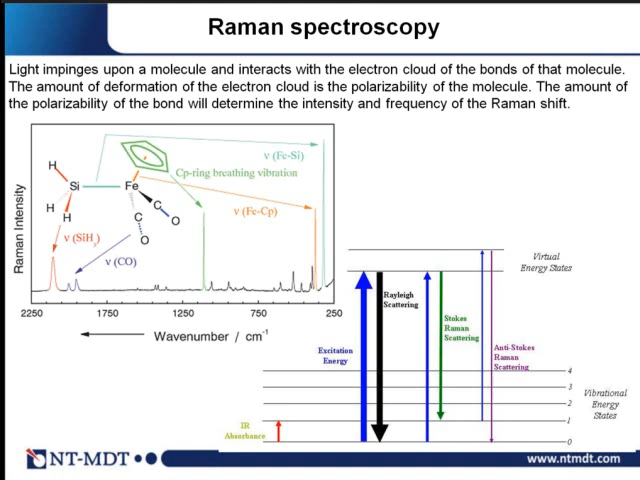 Raman spectroscopy
Light impinges upon a molecule and interacts with the electron cloud of the bonds of that molecule.
The amount of deformation of the electron cloud is the polarizability of the molecule. The amount of
the polarizability of the bond will determine the intensity and frequency of the Raman shift.
Raman Intensity
H
Si
H
H
Fe
C
O
C
O
ν (Fe-Si)
Cp-ring breathing vibration
ν (Fe-Cp)
ν (SiH₃)
ν (CO)
2250 1750 1250 750 250
Wavenumber / cm⁻¹
Virtual
Energy States
Rayleigh
Scattering
Stokes
Raman
Scattering
Excitation
Energy
Anti-Stokes
Raman
Scattering
4
3
2
1
0
Vibrational
Energy
States
IR
Absorbance
NT-MDT
www.ntmdt.com